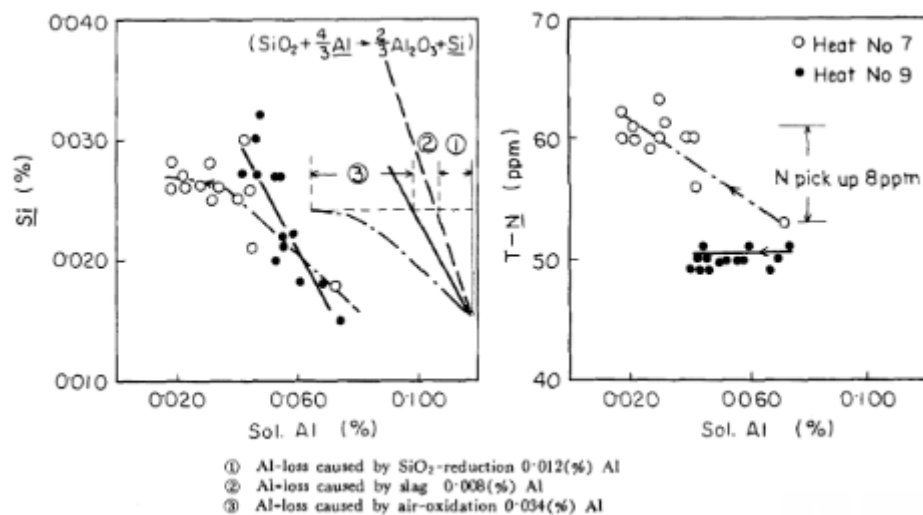 0·040
(SiO2 + 4/3 Al → 2/3 Al2O3 + Si)
② ①
③
0·030
0·020
0·010
Si (%)
0·020 0·060 0·100
Sol. Al (%)
70
○ Heat No 7
● Heat No 9
60
N pick up 8ppm
50
40
T-N (ppm)
0·020 0·060 0·100
Sol. Al (%)
① Al-loss caused by SiO2-reduction 0·012(%) Al
② Al-loss caused by slag 0·008(%) Al
③ Al-loss caused by air-oxidation 0·034(%) Al